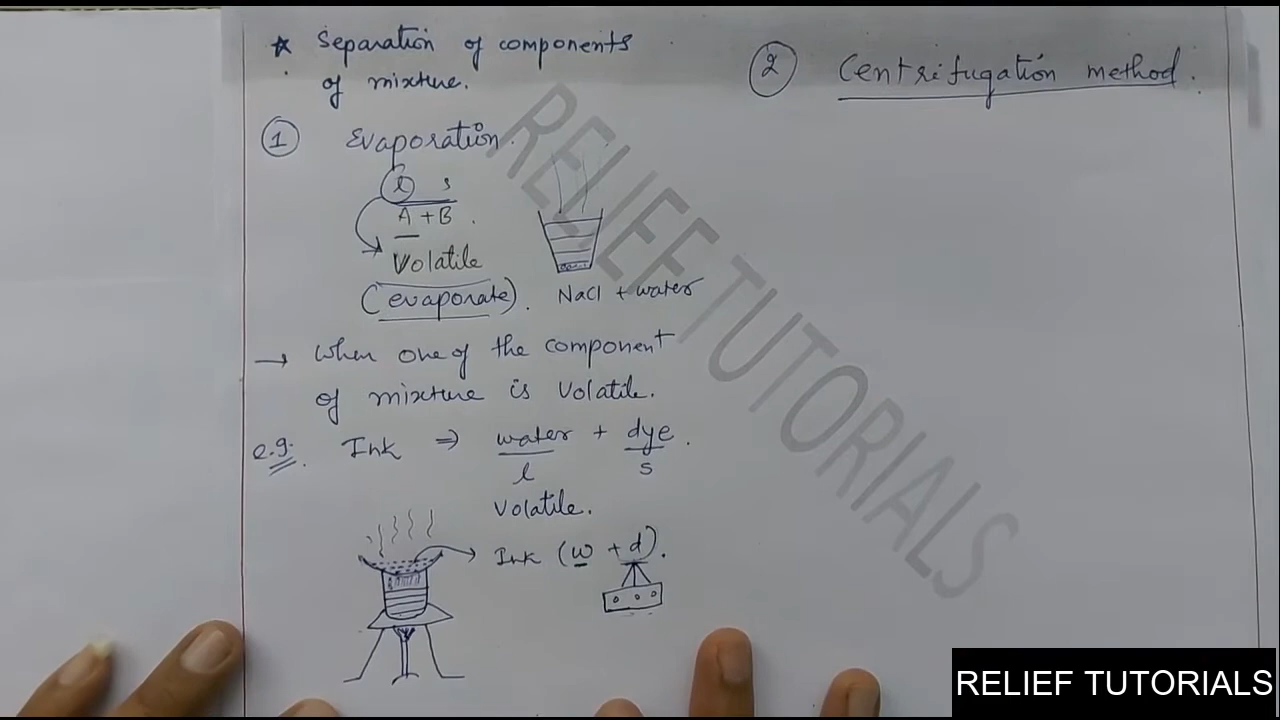 * Separation of components
of mixture.
1 Evaporation.
l s
A + B.
Volatile
(evaporate).
NaCl + water
→ When one of the component
of mixture is Volatile.
e.g. Ink ⇒ water + dye.
l s
Volatile.
Ink (w + d).
2 Centrifugation method.
RELIEF TUTORIALS
RELIEF TUTORIALS